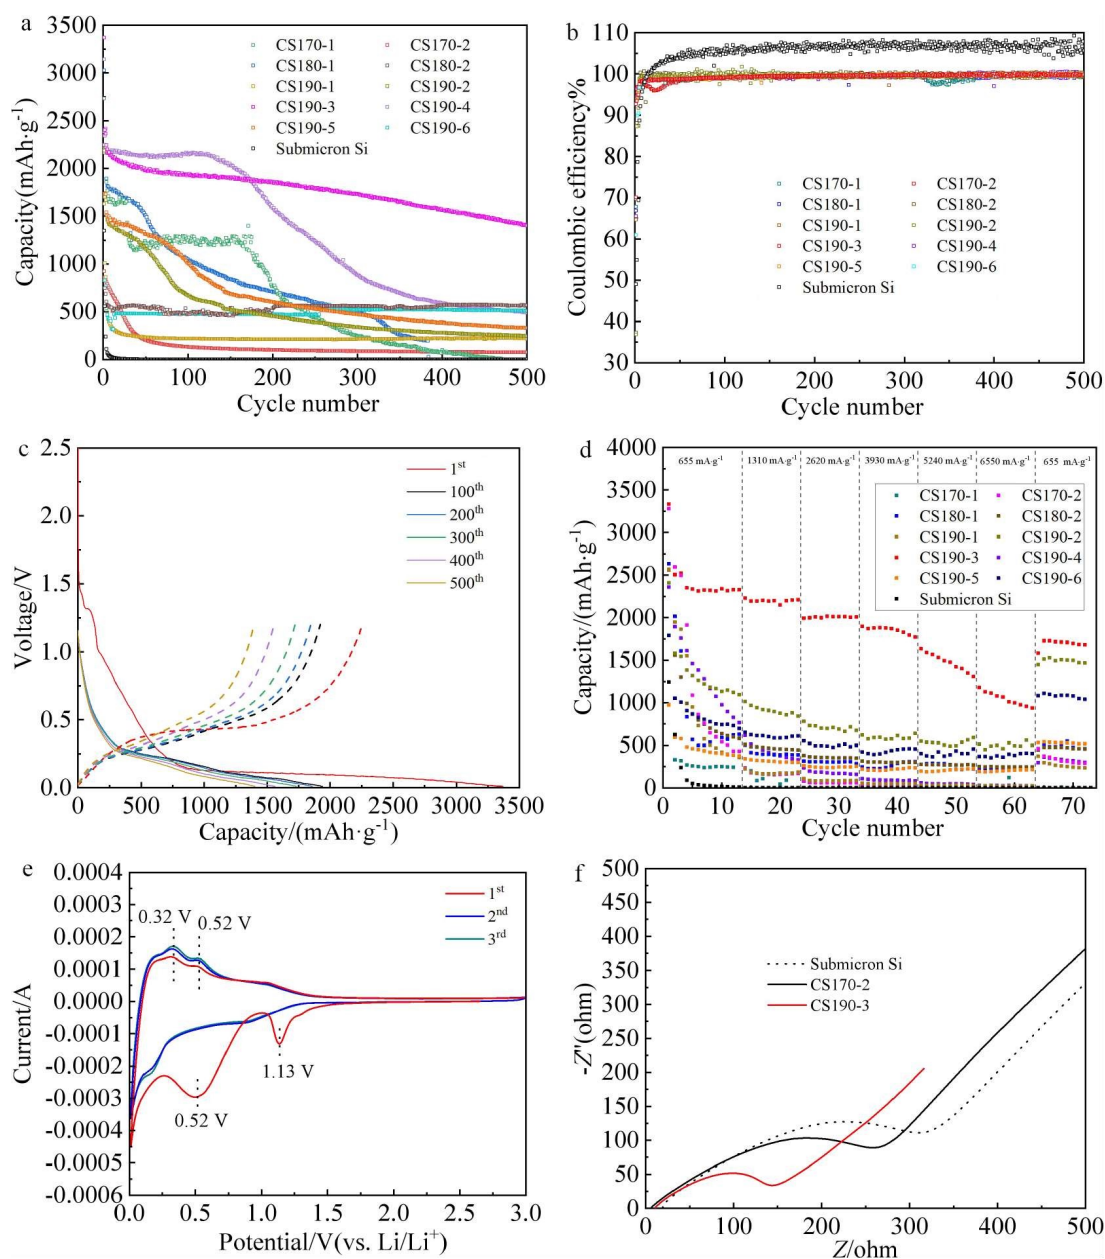 a
3500
3000
2500
2000
1500
1000
500
0
0 100 200 300 400 500
Capacity(mAh·g⁻¹)
Cycle number
CS170-1 CS170-2
CS180-1 CS180-2
CS190-1 CS190-2
CS190-3 CS190-4
CS190-5 CS190-6
Submicron Si
b
110
100
90
80
70
60
50
40
30
0 100 200 300 400 500
Coulombic efficiency%
Cycle number
CS170-1 CS170-2
CS180-1 CS180-2
CS190-1 CS190-2
CS190-3 CS190-4
CS190-5 CS190-6
Submicron Si
c
2.5
2.0
1.5
1.0
0.5
0.0
0 500 1000 1500 2000 2500 3000 3500
Voltage/V
Capacity/(mAh·g⁻¹)
1st
100th
200th
300th
400th
500th
d
4000
3500
3000
2500
2000
1500
1000
500
0
0 10 20 30 40 50 60 70
Capacity/(mAh·g⁻¹)
Cycle number
655 mA·g⁻¹ 1310 mA·g⁻¹ 2620 mA·g⁻¹ 3930 mA·g⁻¹ 5240 mA·g⁻¹ 6550 mA·g⁻¹ 655 mA·g⁻¹
CS170-1 CS170-2
CS180-1 CS180-2
CS190-1 CS190-2
CS190-3 CS190-4
CS190-5 CS190-6
Submicron Si
e
0.0004
0.0003
0.0002
0.0001
0.0000
-0.0001
-0.0002
-0.0003
-0.0004
-0.0005
-0.0006
0.0 0.5 1.0 1.5 2.0 2.5 3.0
Current/A
Potential/V(vs. Li/Li⁺)
0.32 V
0.52 V
1.13 V
0.52 V
1st
2nd
3rd
f
500
450
400
350
300
250
200
150
100
50
0
0 100 200 300 400 500
-Z"(ohm)
Z/ohm
Submicron Si
CS170-2
CS190-3